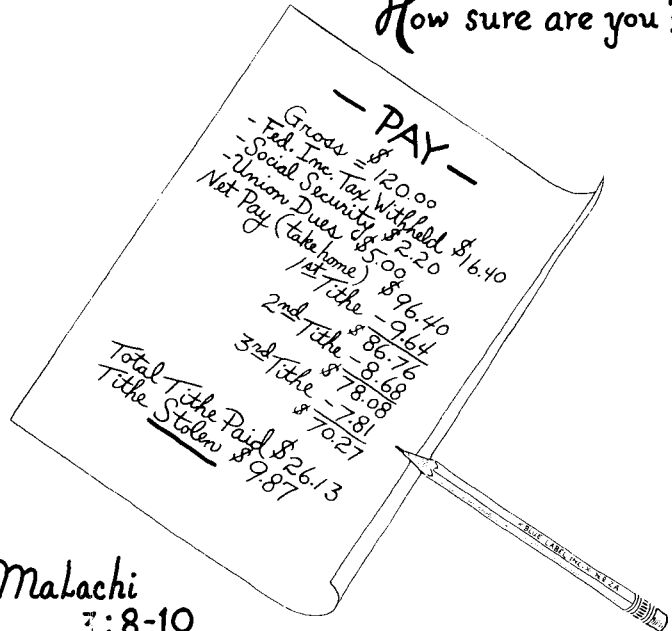 How sure are you?
— PAY —
Gross = $120.00
- Fed. Inc. Tax Withheld $16.40
- Social Security $2.20
- Union Dues $5.00
Net Pay (take home) $96.40
1st Tithe - 9.64
$86.76
2nd Tithe - 8.68
$78.08
3rd Tithe - 7.81
$70.27
Total Tithe Paid $26.13
Tithe Stolen $9.87
BLUE LABEL INC.
Malachi
3:8-10